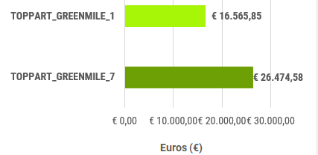 TOPPART_GREENMILE_1 € 16.565,85
TOPPART_GREENMILE_7 € 26.474,58
€ 0,00 € 10.000,00 € 20.000,00 € 30.000,00
Euros (€)